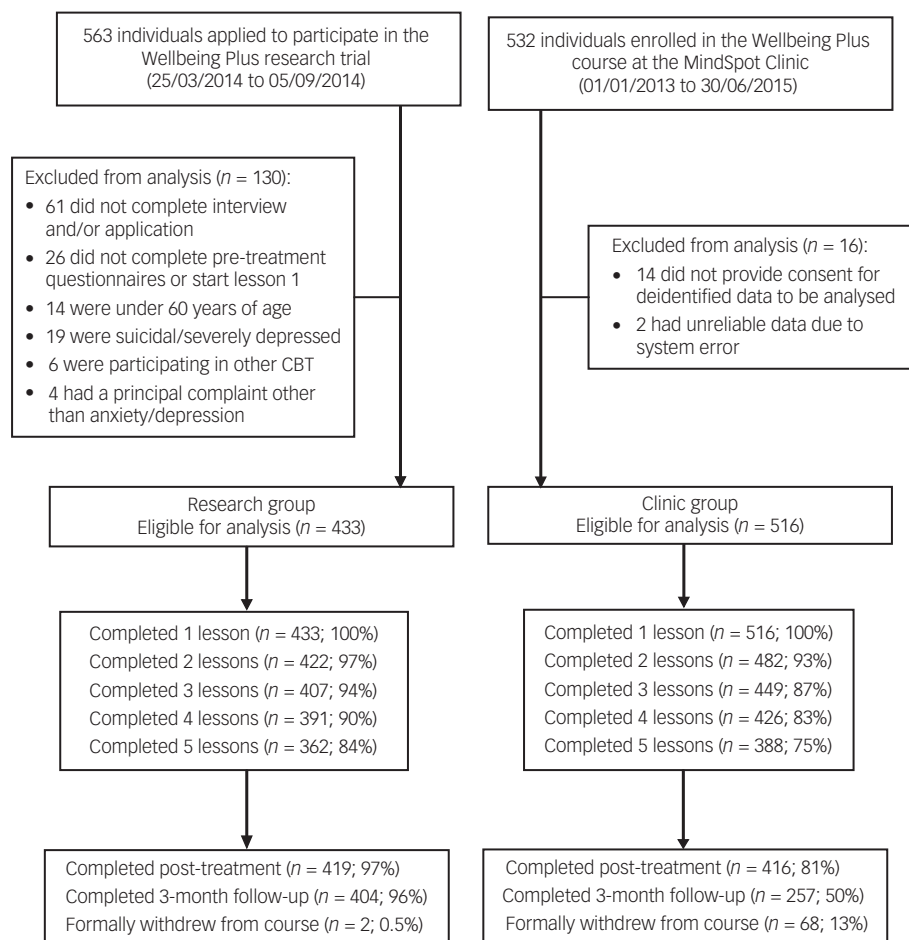 563 individuals applied to participate in the
Wellbeing Plus research trial
(25/03/2014 to 05/09/2014)
532 individuals enrolled in the Wellbeing Plus
course at the MindSpot Clinic
(01/01/2013 to 30/06/2015)
Excluded from analysis (n = 130):
• 61 did not complete interview
and/or application
• 26 did not complete pre-treatment
questionnaires or start lesson 1
• 14 were under 60 years of age
• 19 were suicidal/severely depressed
• 6 were participating in other CBT
• 4 had a principal complaint other
than anxiety/depression
Excluded from analysis (n = 16):
• 14 did not provide consent for
deidentified data to be analysed
• 2 had unreliable data due to
system error
Research group
Eligible for analysis (n = 433)
Clinic group
Eligible for analysis (n = 516)
Completed 1 lesson (n = 433; 100%)
Completed 2 lessons (n = 422; 97%)
Completed 3 lessons (n = 407; 94%)
Completed 4 lessons (n = 391; 90%)
Completed 5 lessons (n = 362; 84%)
Completed 1 lesson (n = 516; 100%)
Completed 2 lessons (n = 482; 93%)
Completed 3 lessons (n = 449; 87%)
Completed 4 lessons (n = 426; 83%)
Completed 5 lessons (n = 388; 75%)
Completed post-treatment (n = 419; 97%)
Completed 3-month follow-up (n = 404; 96%)
Formally withdrew from course (n = 2; 0.5%)
Completed post-treatment (n = 416; 81%)
Completed 3-month follow-up (n = 257; 50%)
Formally withdrew from course (n = 68; 13%)